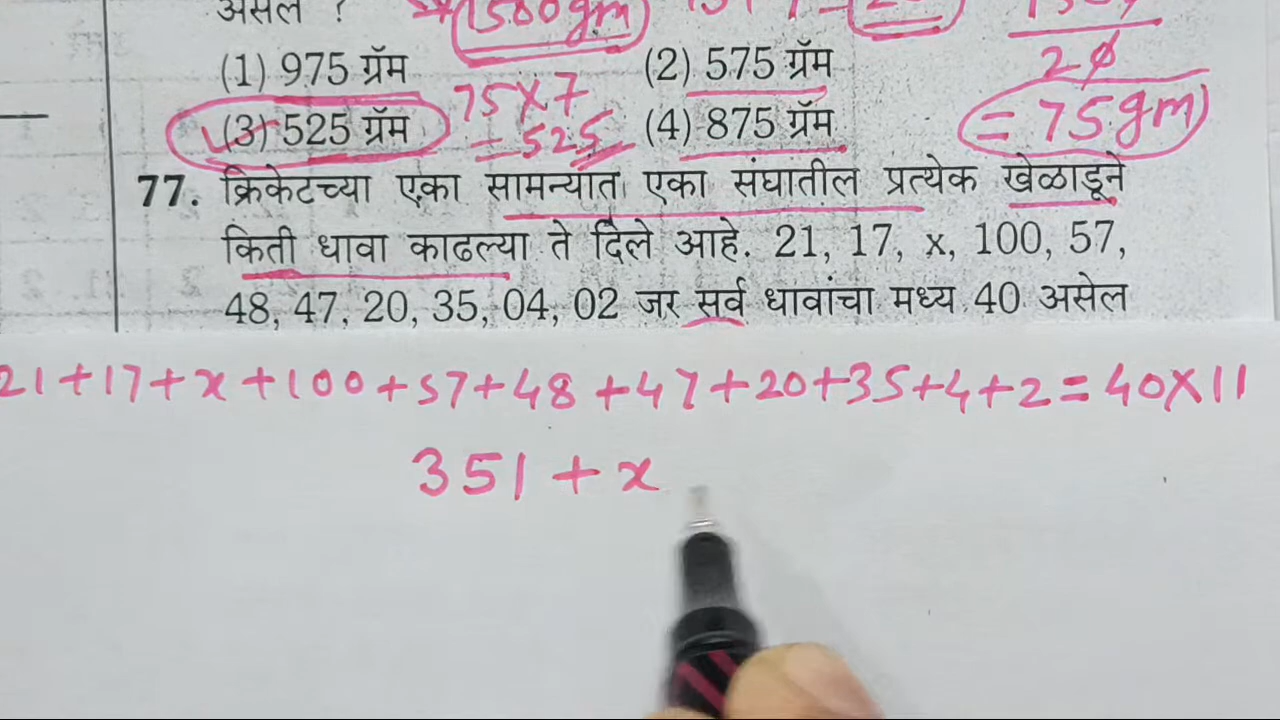 असेल ? 1500gm
(1) 975 ग्रॅम (2) 575 ग्रॅम 20
(3) 525 ग्रॅम 75×7 = 525 (4) 875 ग्रॅम = 75gm
77. क्रिकेटच्या एका सामन्यात एका संघातील प्रत्येक खेळाडूने
किती धावा काढल्या ते दिले आहे. 21, 17, x, 100, 57,
48, 47, 20, 35, 04, 02 जर सर्व धावांचा मध्य 40 असेल
21+17+x+100+57+48+47+20+35+4+2=40×11
351+x